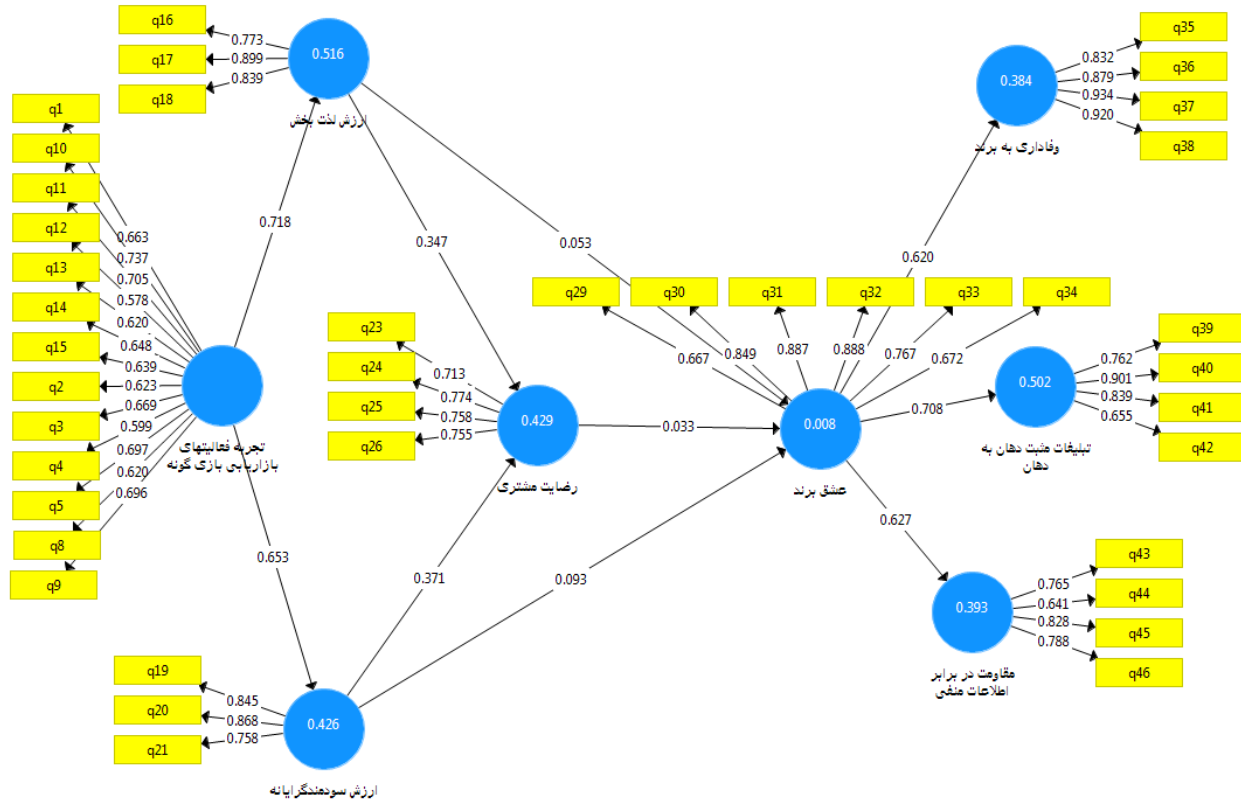 q16
q17
q18
0.773
0.899
0.839
0.516
ارزش لذت بخش
q35
q36
q37
q38
0.832
0.879
0.934
0.920
0.384
وفاداری به برند
q1
q10
q11
q12
q13
q14
q15
q2
q3
q4
q5
q8
q9
0.663
0.737
0.705
0.578
0.620
0.648
0.639
0.623
0.669
0.599
0.697
0.620
0.696
تجربه فعالیتهای
بازاریابی بازی گونه
0.718
0.653
0.347
0.053
0.371
0.093
q23
q24
q25
q26
0.713
0.774
0.758
0.755
0.429
رضایت مشتری
0.033
q29
q30
q31
q32
q33
q34
0.667
0.849
0.887
0.888
0.767
0.672
0.008
عشق برند
0.620
0.708
0.627
q39
q40
q41
q42
0.762
0.901
0.839
0.655
0.502
تبلیغات مثبت دهان به
دهان
q43
q44
q45
q46
0.765
0.641
0.828
0.788
0.393
مقاومت در برابر
اطلاعات منفی
q19
q20
q21
0.845
0.868
0.758
0.426
ارزش سودمندگرایانه